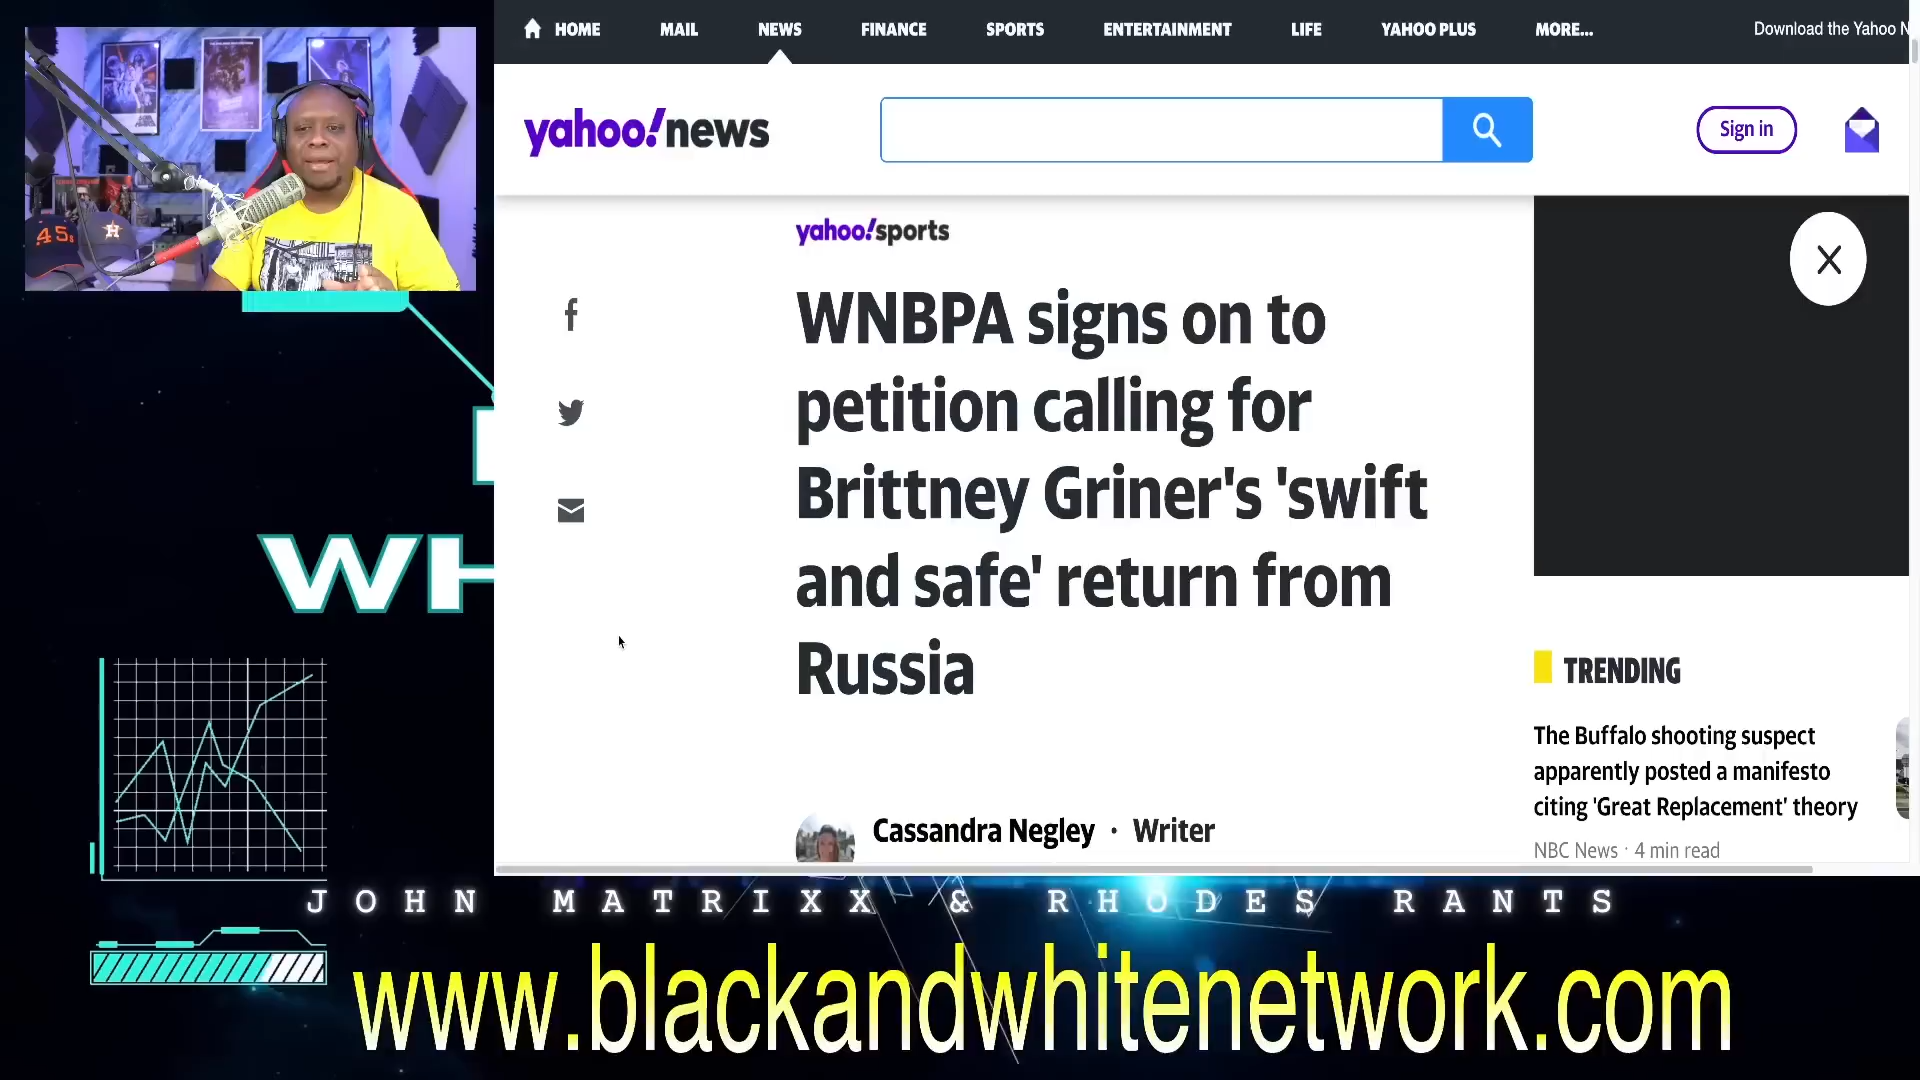 HOME MAIL NEWS FINANCE SPORTS ENTERTAINMENT LIFE YAHOO PLUS MORE... Download the Yahoo N
yahoo!news
Sign in
yahoo!sports
WNBPA signs on to
petition calling for
Brittney Griner's 'swift
and safe' return from
Russia
Cassandra Negley · Writer
TRENDING
The Buffalo shooting suspect
apparently posted a manifesto
citing 'Great Replacement' theory
NBC News · 4 min read
45s
H
WH
JOHN MATRIXX & RHODES RANTS
www.blackandwhitenetwork.com